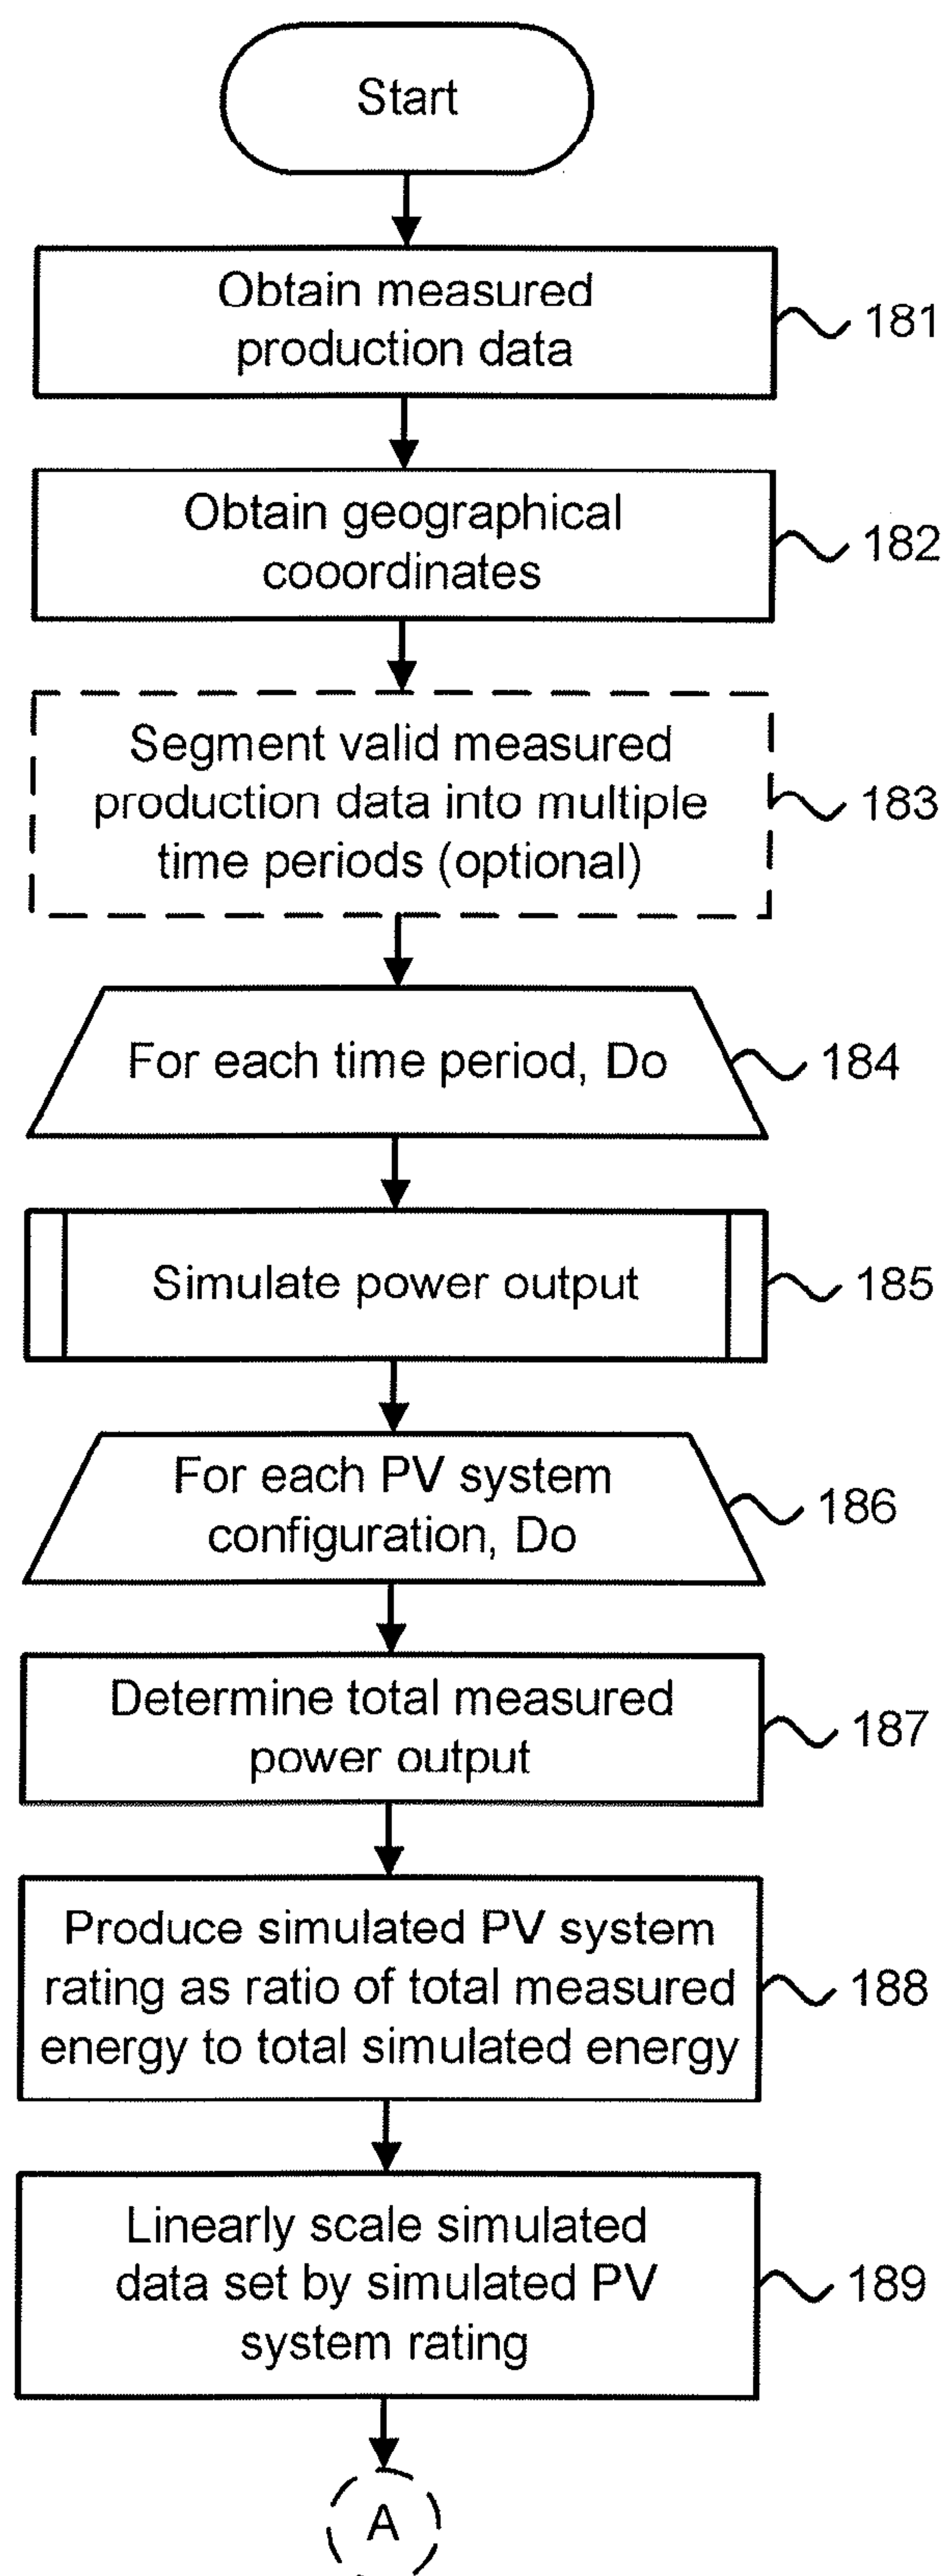 Start
Obtain measured
production data
181
Obtain geographical
cooordinates
182
Segment valid measured
production data into multiple
time periods (optional)
183
For each time period, Do
184
Simulate power output
185
For each PV system
configuration, Do
186
Determine total measured
power output
187
Produce simulated PV system
rating as ratio of total measured
energy to total simulated energy
188
Linearly scale simulated
data set by simulated PV
system rating
189
A